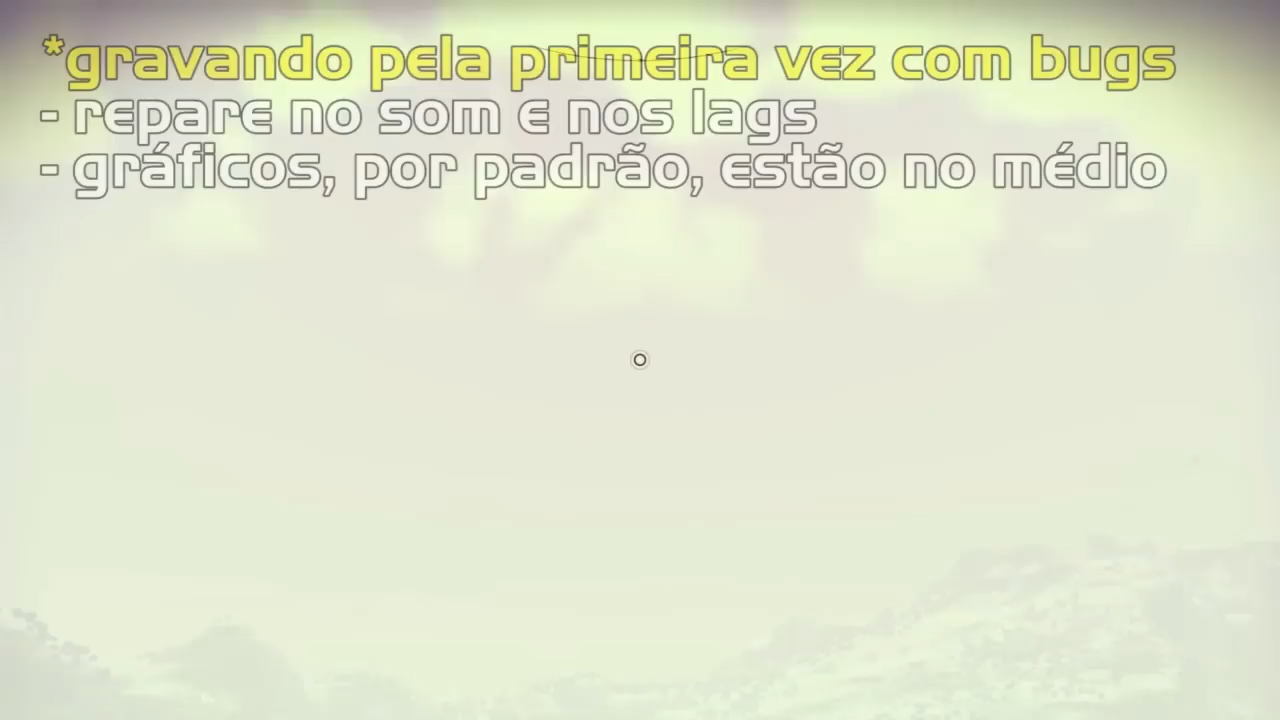 *gravando pela primeira vez com bugs
- repare no som e nos lags
- gráficos, por padrão, estão no médio